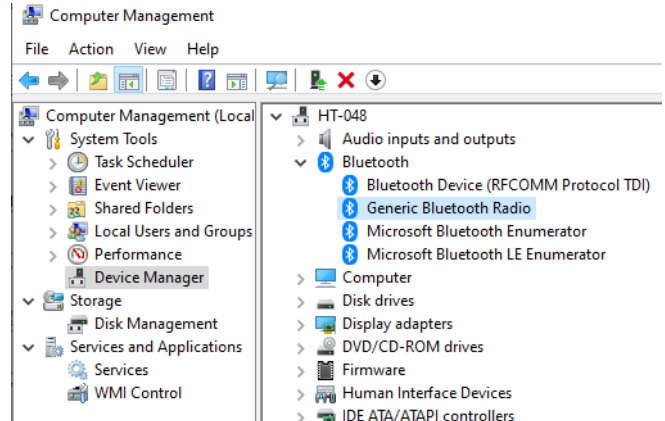 Computer Management
File Action View Help
Computer Management (Local
System Tools
Task Scheduler
Event Viewer
Shared Folders
Local Users and Groups
Performance
Device Manager
Storage
Disk Management
Services and Applications
Services
WMI Control
HT-048
Audio inputs and outputs
Bluetooth
Bluetooth Device (RFCOMM Protocol TDI)
Generic Bluetooth Radio
Microsoft Bluetooth Enumerator
Microsoft Bluetooth LE Enumerator
Computer
Disk drives
Display adapters
DVD/CD-ROM drives
Firmware
Human Interface Devices
IDE ATA/ATAPI controllers